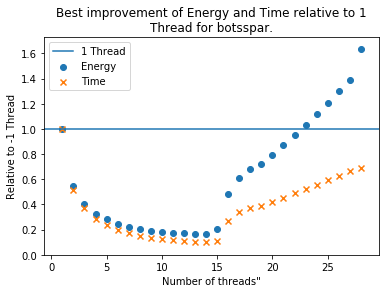 Best improvement of Energy and Time relative to 1
Thread for botsspar.
1 Thread
Energy
Time
Relative to -1 Thread
1.6
1.4
1.2
1.0
0.8
0.6
0.4
0.2
0.0
0 5 10 15 20 25
Number of threads"